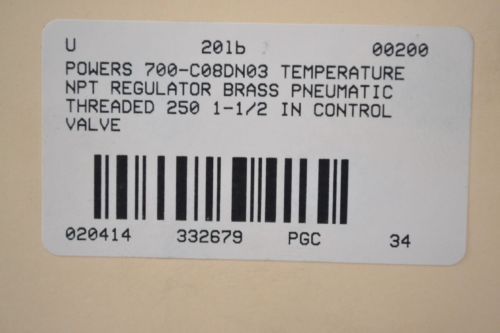 U 201b 00200
POWERS 700-C08DN03 TEMPERATURE
NPT REGULATOR BRASS PNEUMATIC
THREADED 250 1-1/2 IN CONTROL
VALVE
020414 332679 PGC 34